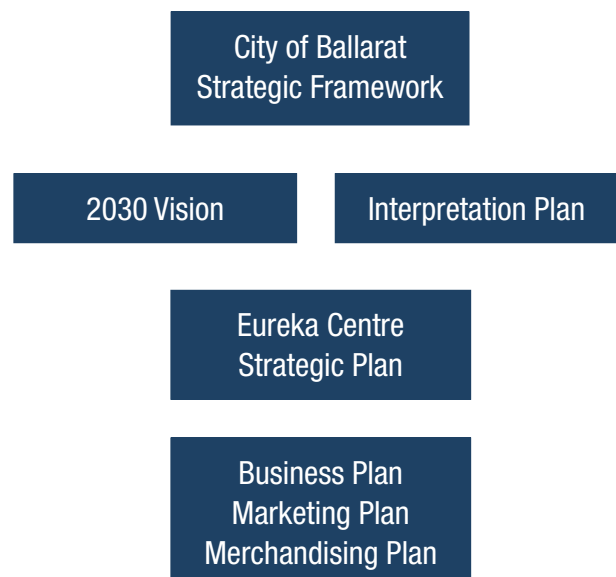 City of Ballarat
Strategic Framework
2030 Vision
Interpretation Plan
Eureka Centre
Strategic Plan
Business Plan
Marketing Plan
Merchandising Plan